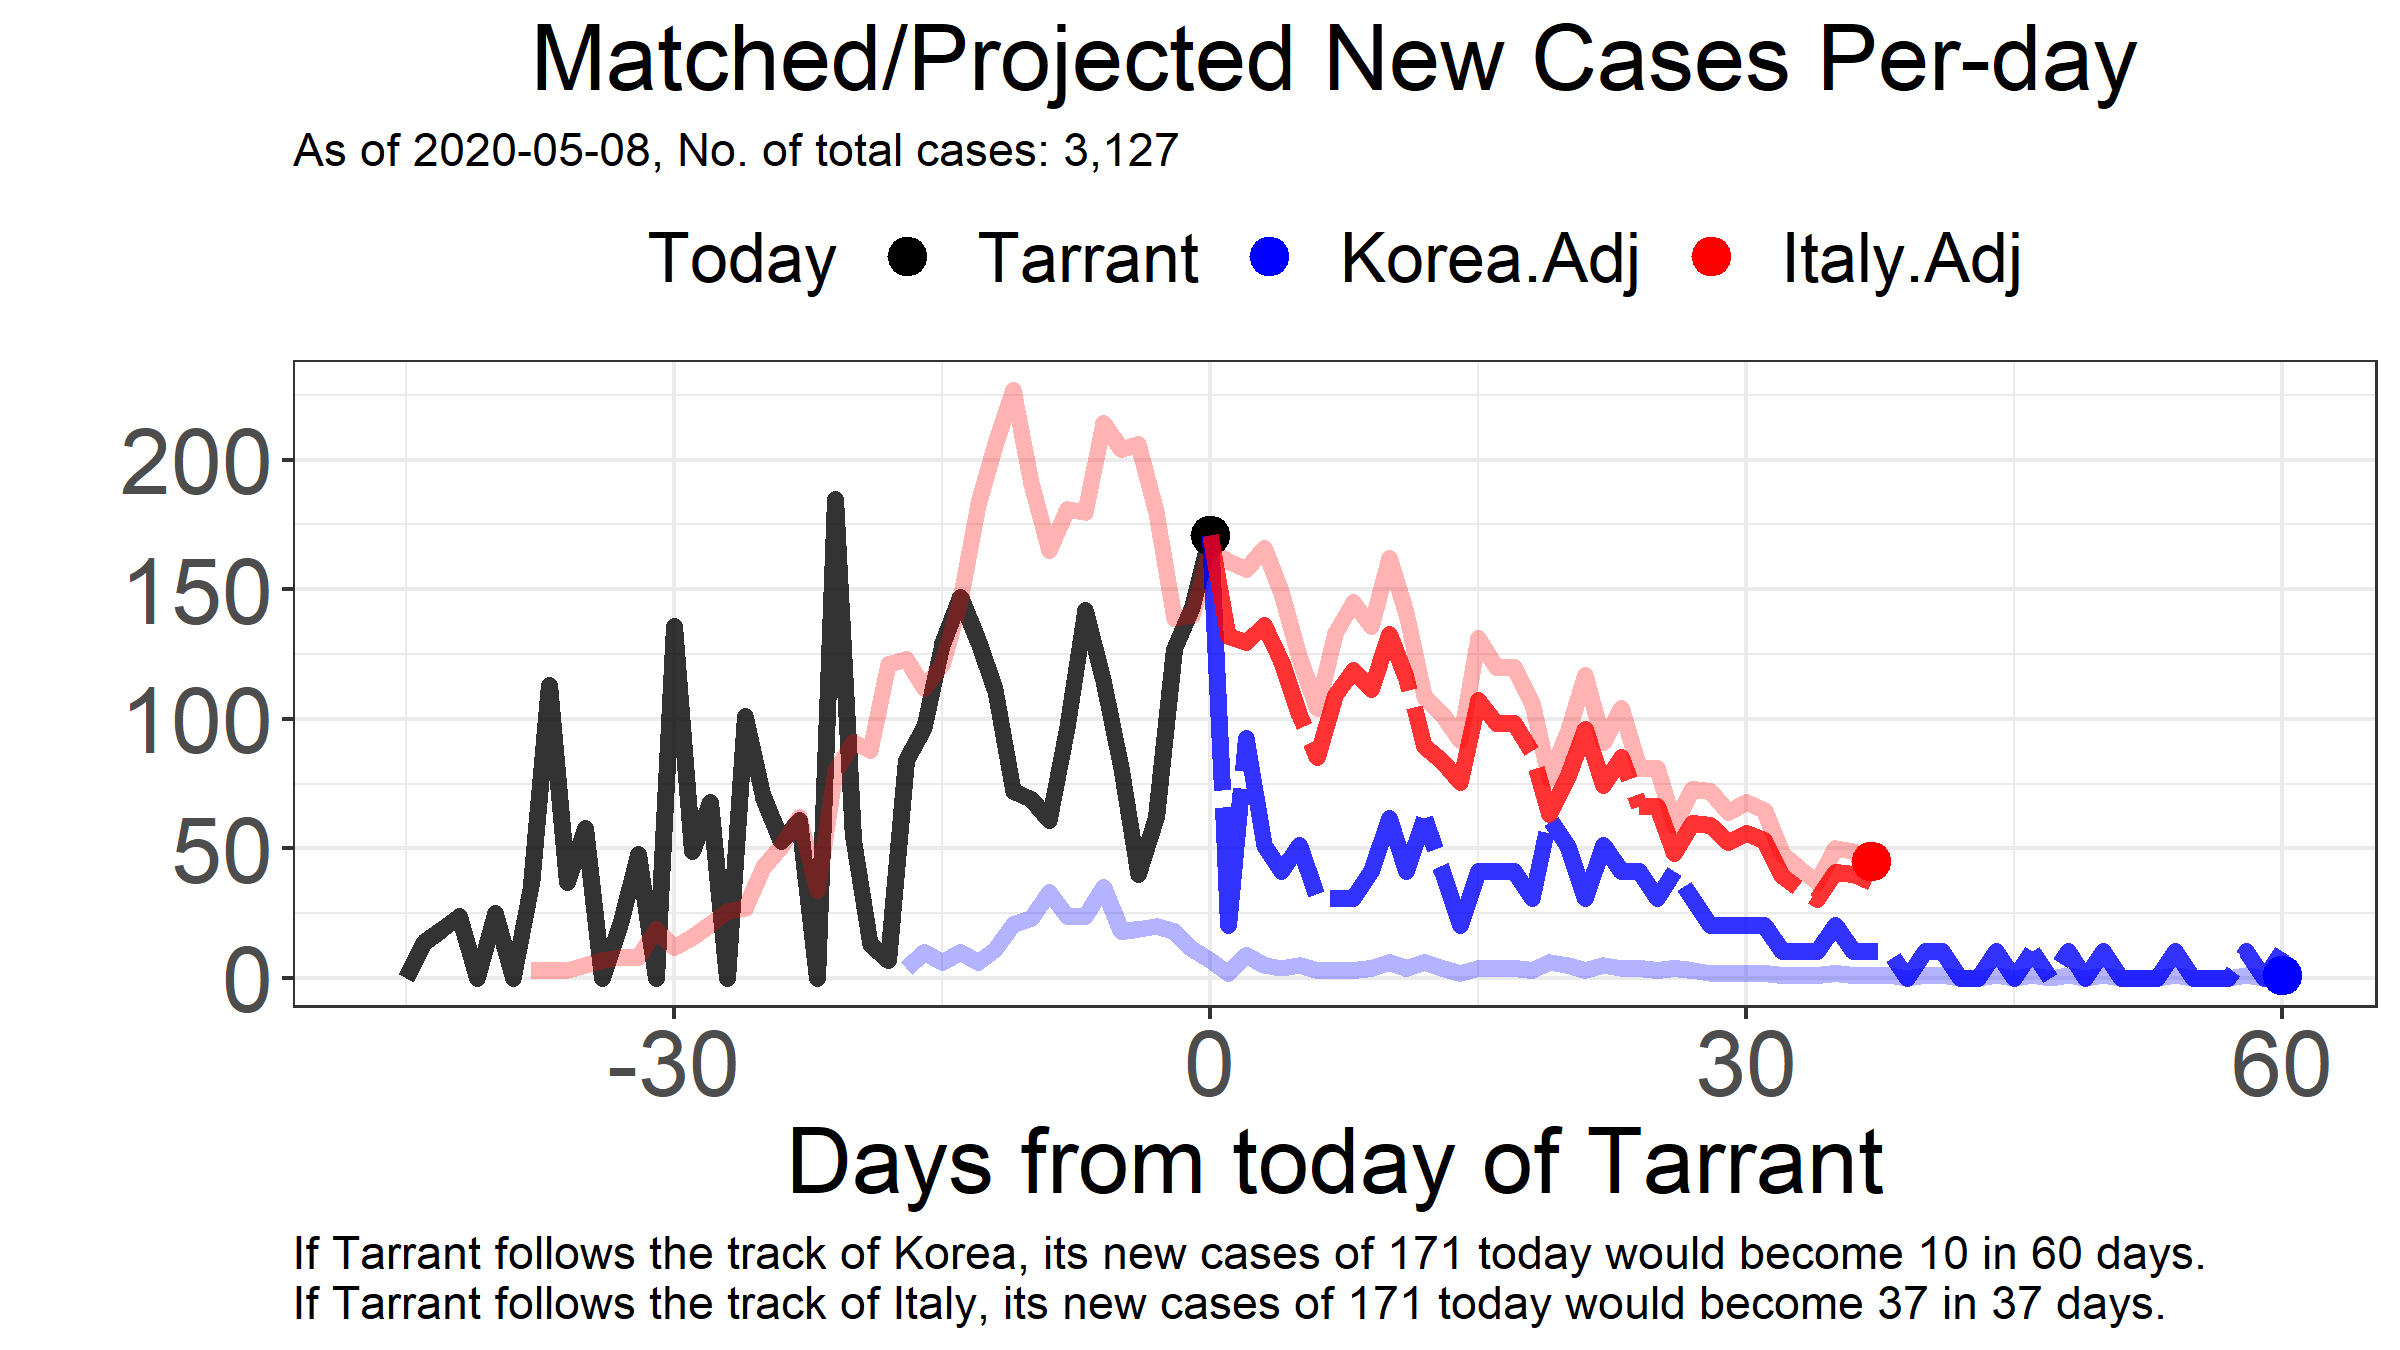 Matched/Projected New Cases Per-day
As of 2020-05-08, No. of total cases: 3,127
Today Tarrant Korea.Adj Italy.Adj
200
150
100
50
0
-30 0 30 60
Days from today of Tarrant
If Tarrant follows the track of Korea, its new cases of 171 today would become 10 in 60 days.
If Tarrant follows the track of Italy, its new cases of 171 today would become 37 in 37 days.